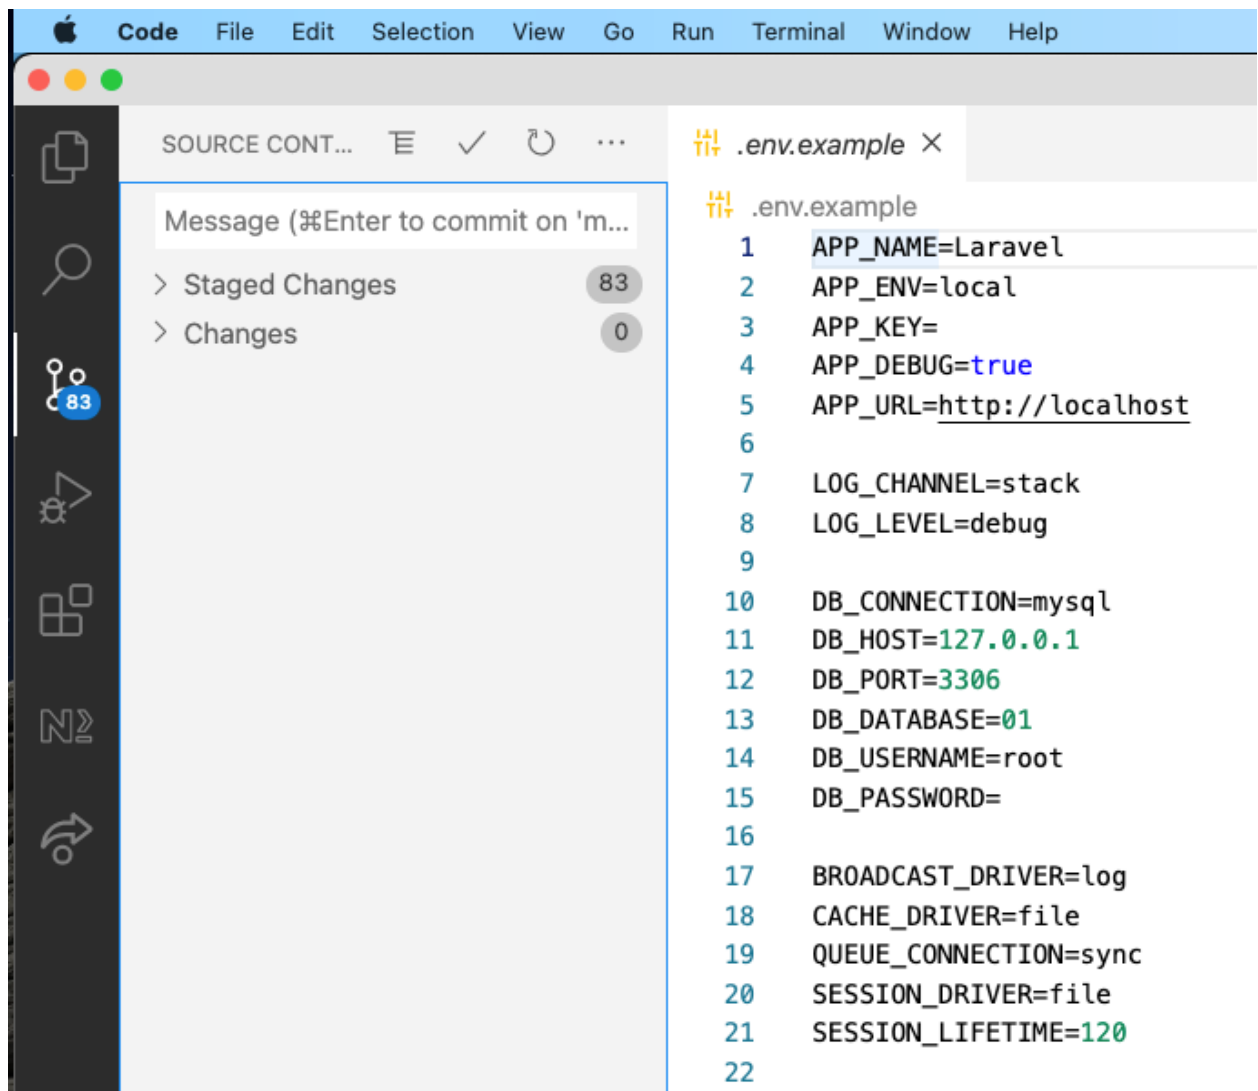 Code File Edit Selection View Go Run Terminal Window Help
SOURCE CONT...
Message (⌘Enter to commit on 'm...
Staged Changes 83
Changes 0
83
.env.example
.env.example
1 APP_NAME=Laravel
2 APP_ENV=local
3 APP_KEY=
4 APP_DEBUG=true
5 APP_URL=http://localhost
6
7 LOG_CHANNEL=stack
8 LOG_LEVEL=debug
9
10 DB_CONNECTION=mysql
11 DB_HOST=127.0.0.1
12 DB_PORT=3306
13 DB_DATABASE=01
14 DB_USERNAME=root
15 DB_PASSWORD=
16
17 BROADCAST_DRIVER=log
18 CACHE_DRIVER=file
19 QUEUE_CONNECTION=sync
20 SESSION_DRIVER=file
21 SESSION_LIFETIME=120
22